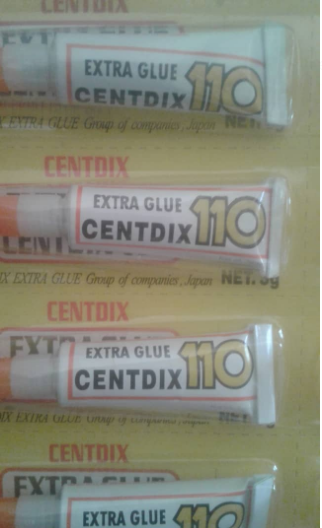 CENTDIX
EXTRA GLUE 110
CENTDIX
EXTRA GLUE Group of companies, Japan NET.
CENTDIX
EXTRA GLUE 110
CENTDIX
EXTRA GLUE Group of companies, Japan NET. 3g
CENTDIX
EXTRA GLUE 110
CENTDIX
EXTRA GLUE Group of companies, Japan
CENTDIX
EXTRA GLUE 110